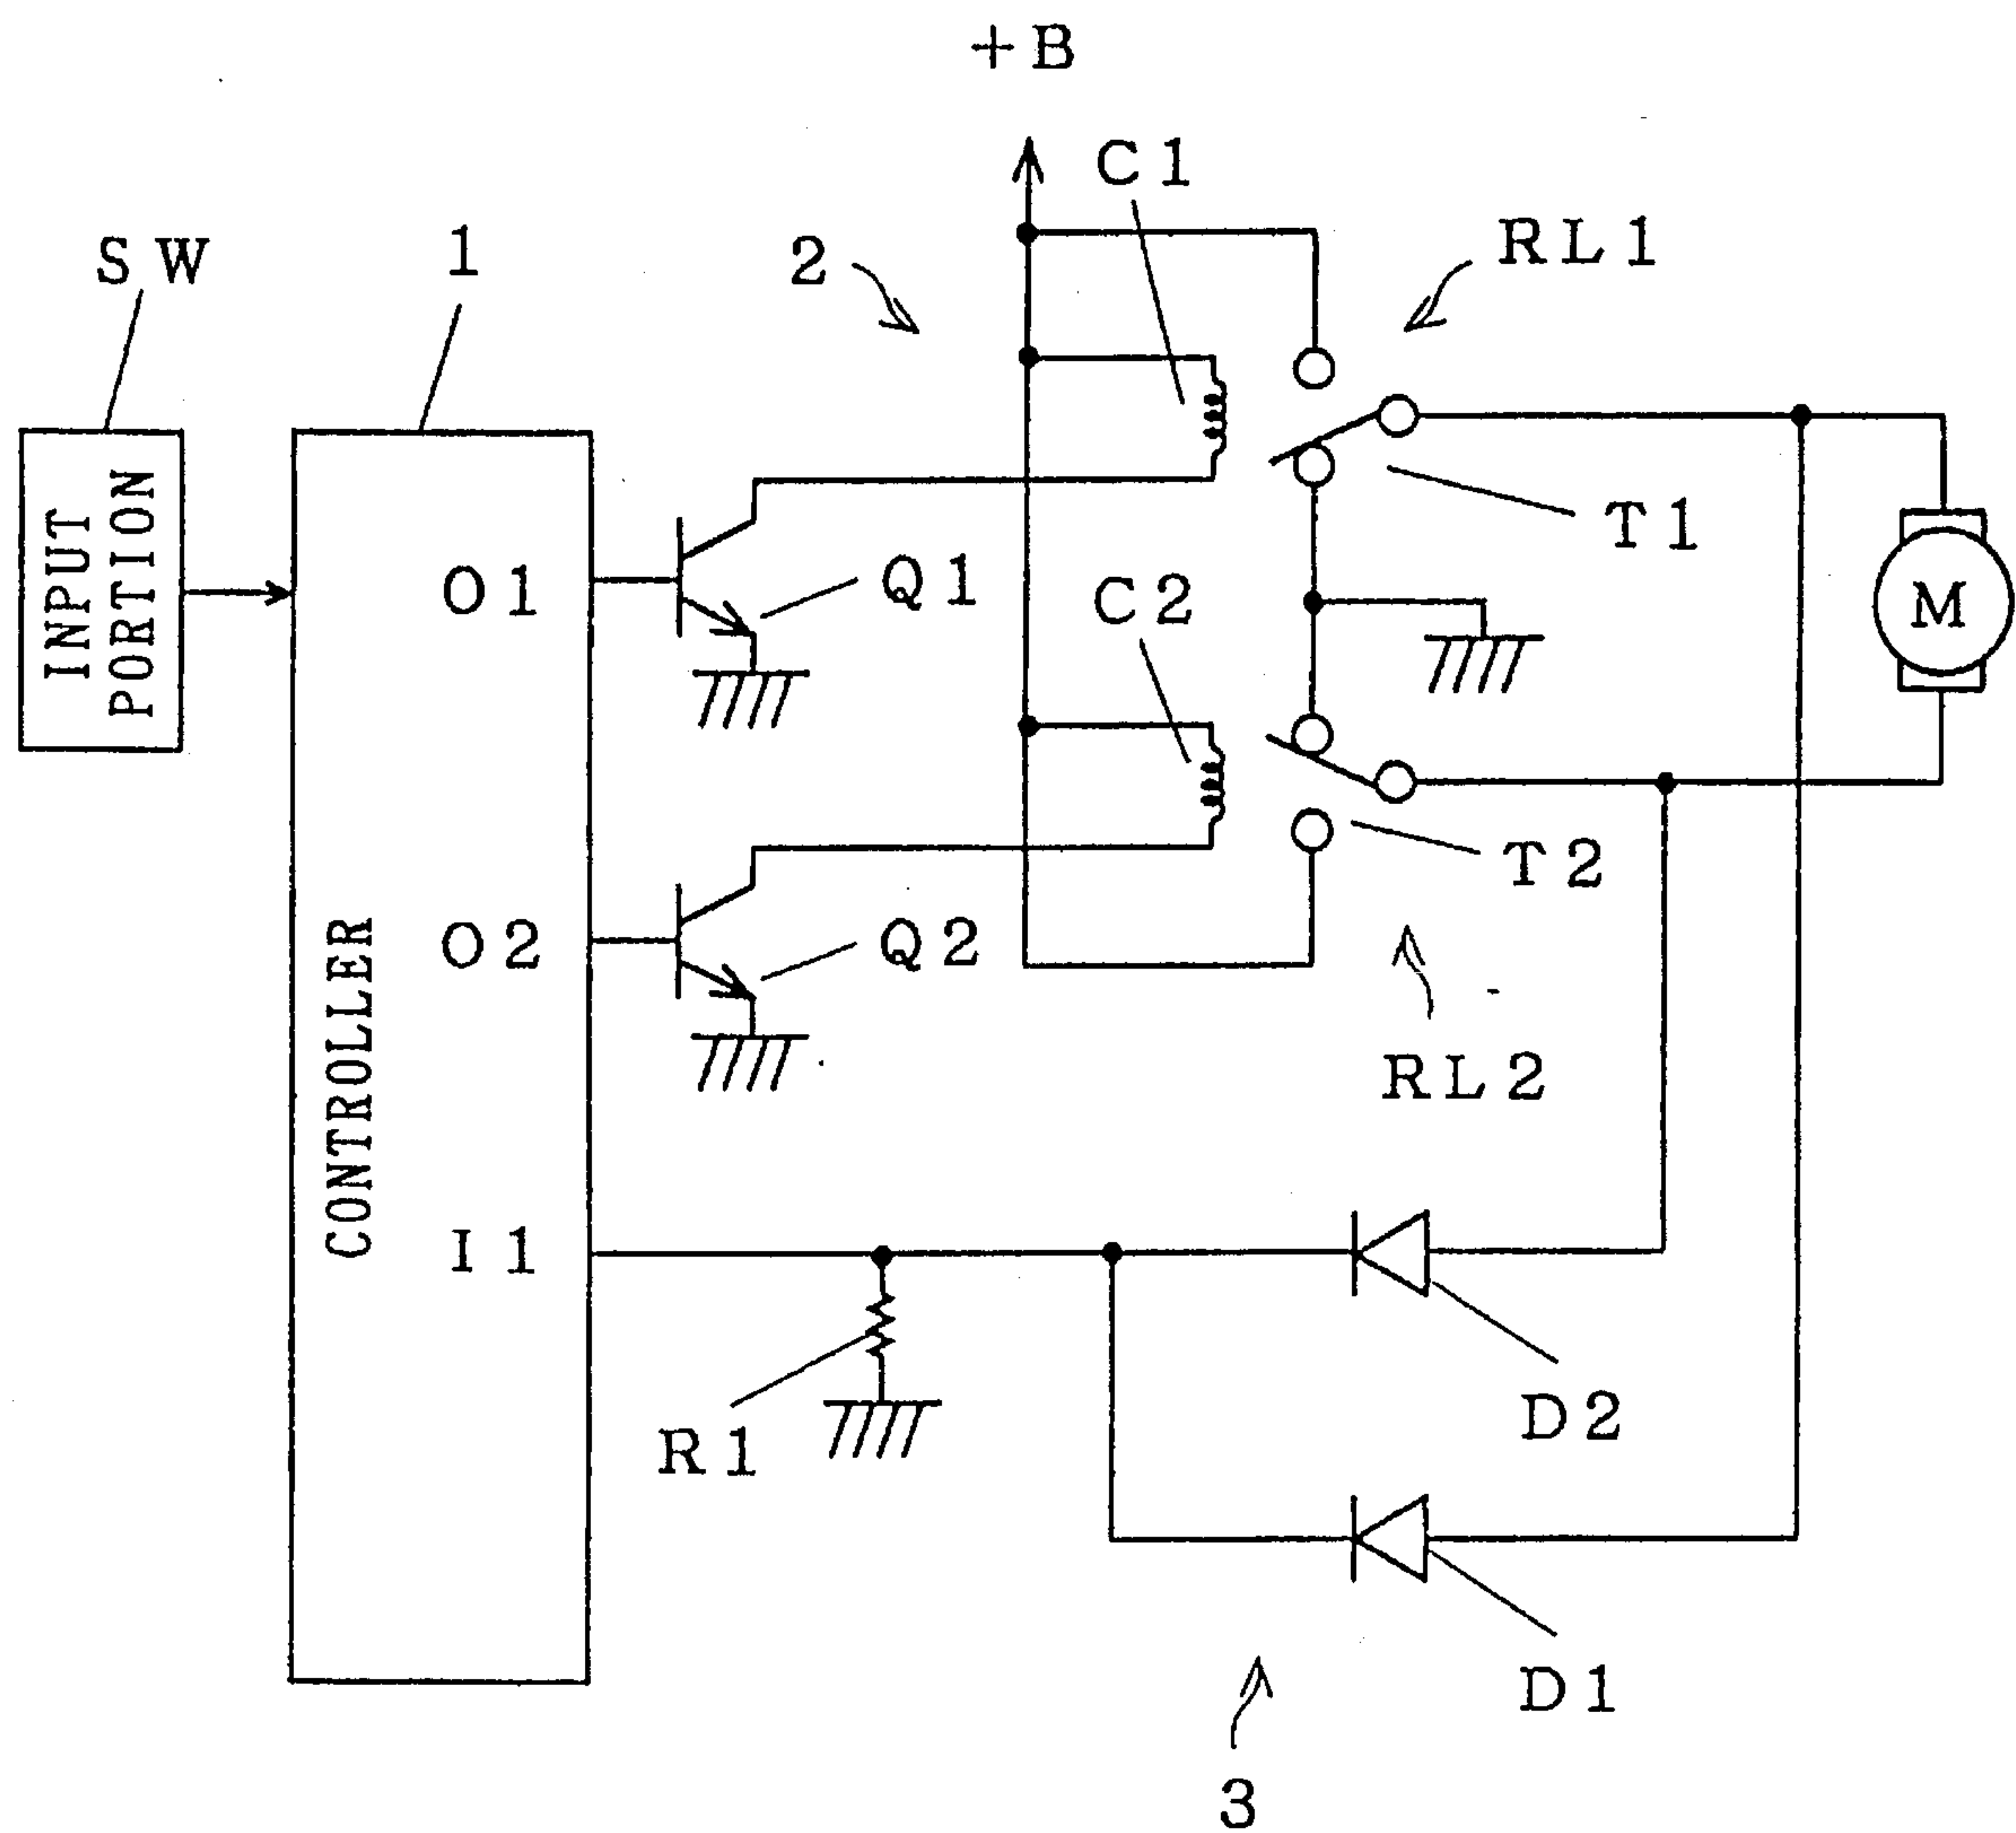 +B
C1
SW
1
2
RL1
INPUT
PORTION
T1
O1
Q1
C2
M
T2
O2
Q2
CONTROLLER
RL2
I1
R1
D2
D1
3